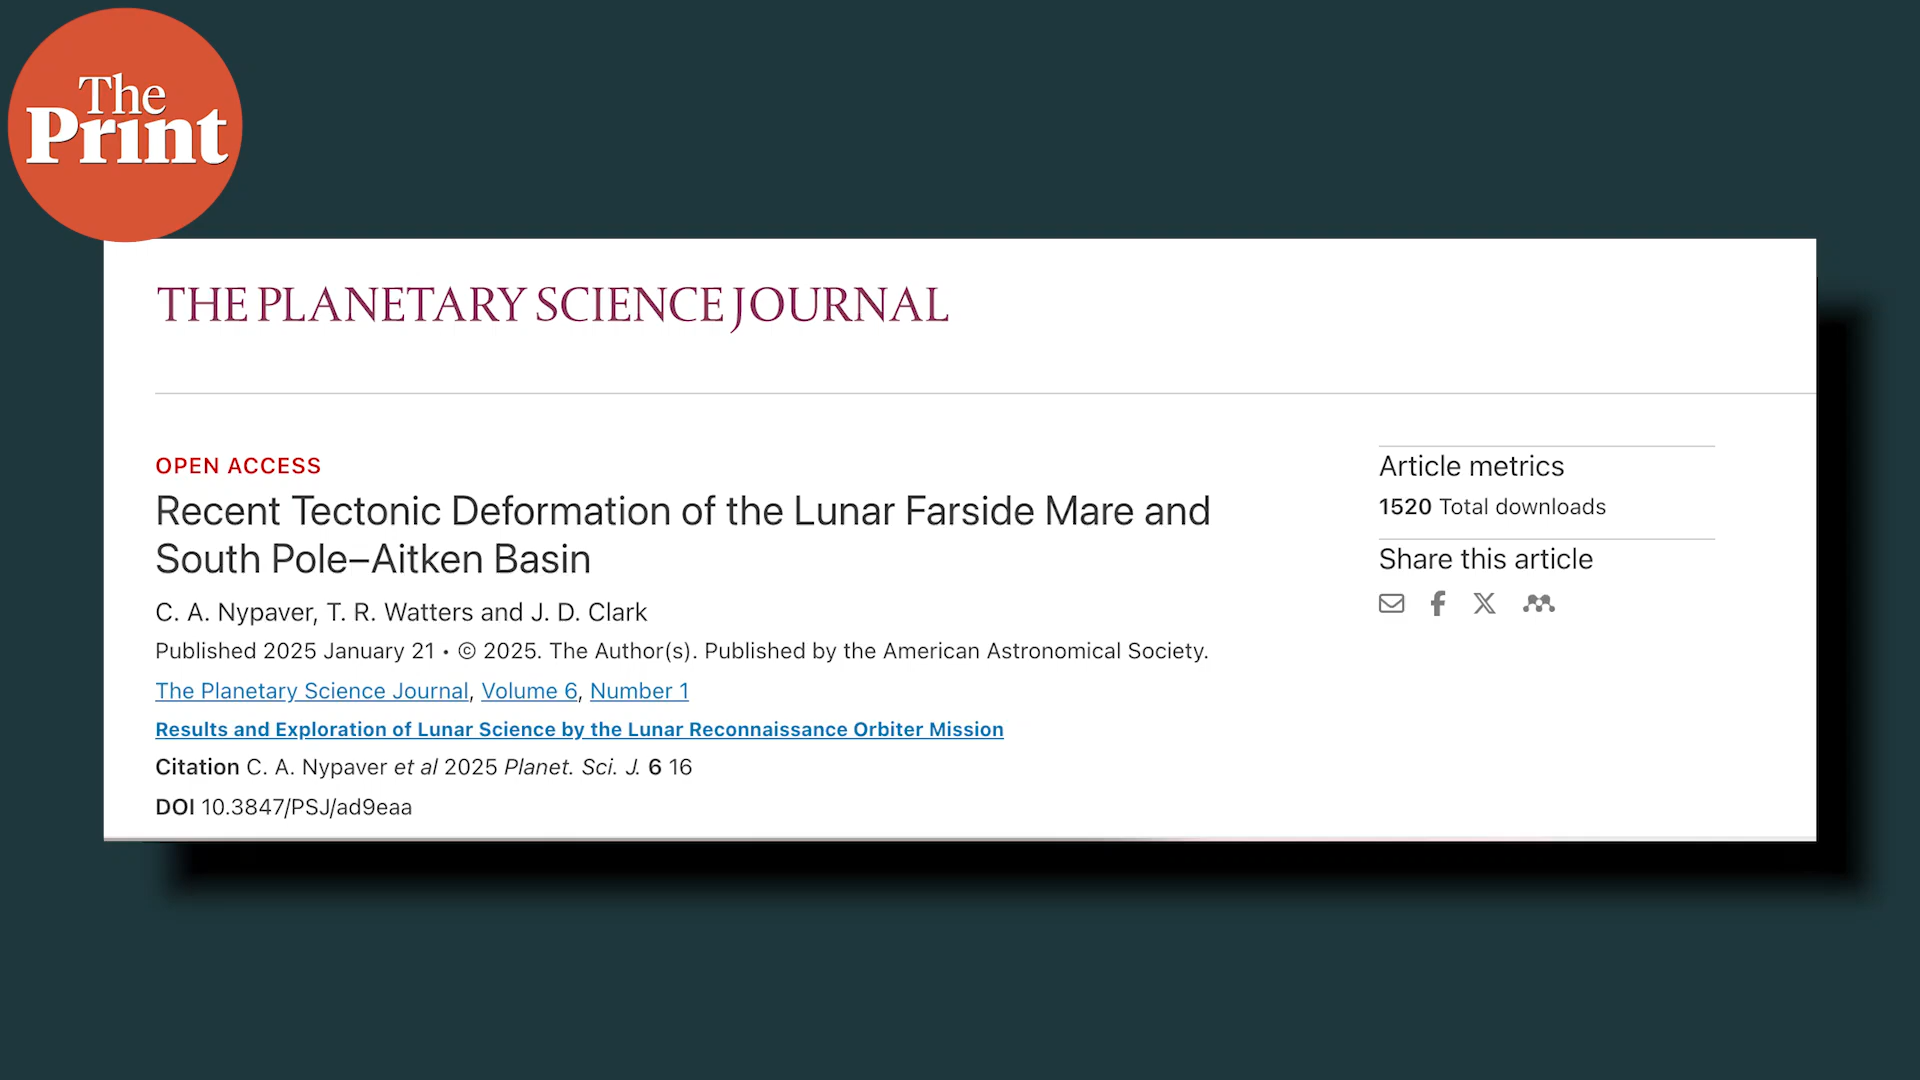 The
Print
THE PLANETARY SCIENCE JOURNAL
OPEN ACCESS
Recent Tectonic Deformation of the Lunar Farside Mare and
South Pole–Aitken Basin
C. A. Nypaver, T. R. Watters and J. D. Clark
Published 2025 January 21 • © 2025. The Author(s). Published by the American Astronomical Society.
The Planetary Science Journal, Volume 6, Number 1
Results and Exploration of Lunar Science by the Lunar Reconnaissance Orbiter Mission
Citation C. A. Nypaver et al 2025 Planet. Sci. J. 6 16
DOI 10.3847/PSJ/ad9eaa
Article metrics
1520 Total downloads
Share this article